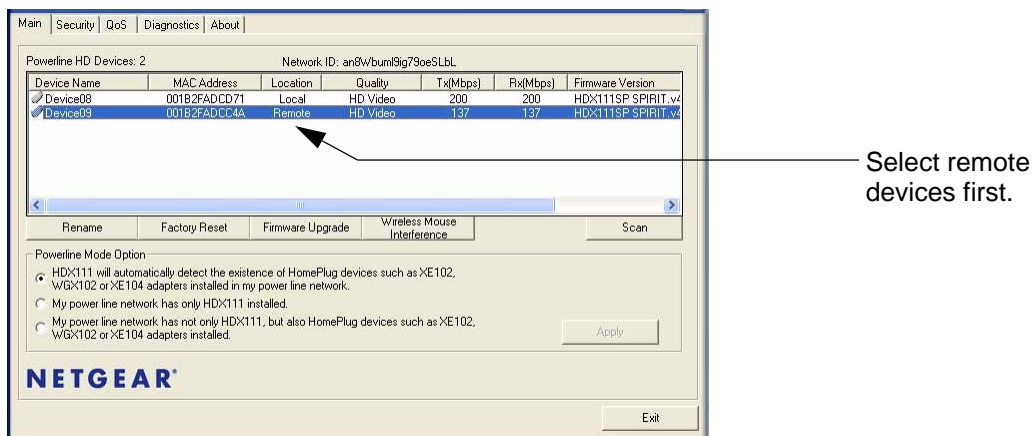 Main Security QoS Diagnostics About
Powerline HD Devices: 2 Network ID: an8Wbuml9ig79oeSLbL
Device Name MAC Address Location Quality Tx(Mbps) Rx(Mbps) Firmware Version
Device08 001B2FADCD71 Local HD Video 200 200 HDX111SP SPIRIT.v4
Device09 001B2FADCC4A Remote HD Video 137 137 HDX111SP SPIRIT.v4
Select remote
devices first.
Rename Factory Reset Firmware Upgrade Wireless Mouse Interference Scan
Powerline Mode Option
HDX111 will automatically detect the existence of HomePlug devices such as XE102,
WGX102 or XE104 adapters installed in my power line network.
My power line network has only HDX111 installed.
My power line network has not only HDX111, but also HomePlug devices such as XE102,
WGX102 or XE104 adapters installed.
Apply
NETGEAR®
Exit